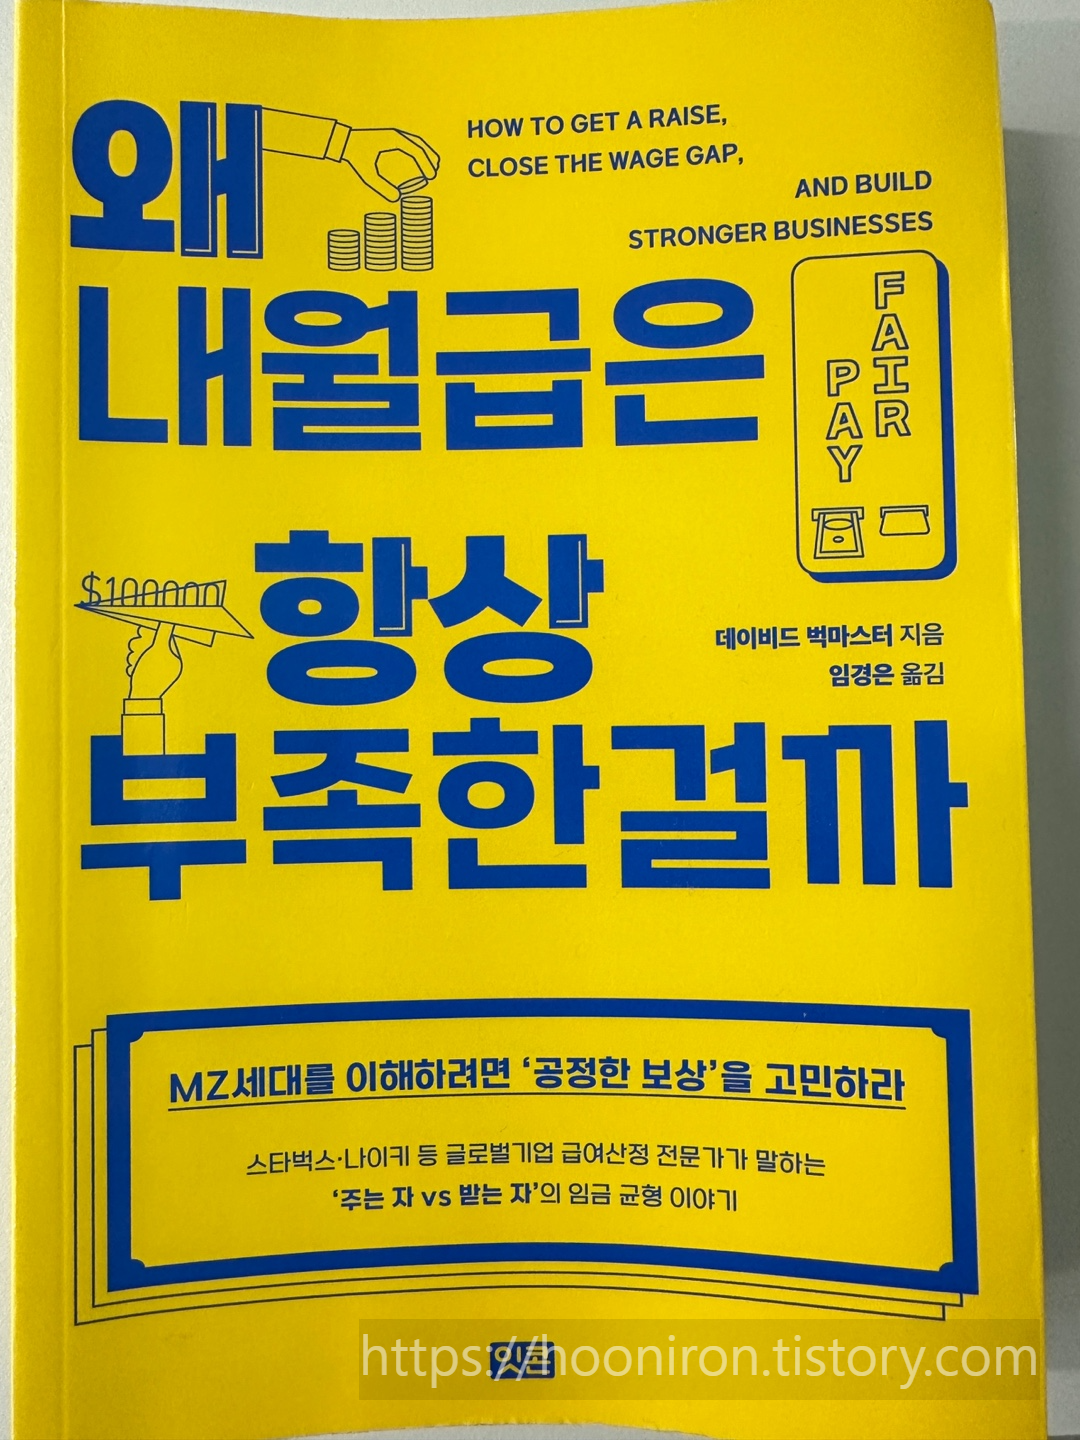 왜
HOW TO GET A RAISE,
CLOSE THE WAGE GAP,
AND BUILD
STRONGER BUSINESSES
내월급은
FAIR
PAY
항상
$100000
데이비드 벅마스터 지음
임경은 옮김
부족한걸까
MZ세대를 이해하려면 ‘공정한 보상’을 고민하라
스타벅스·나이키 등 글로벌기업 급여산정 전문가가 말하는
‘주는 자 vs 받는 자’의 임금 균형 이야기
https://hooniron.tistory.com